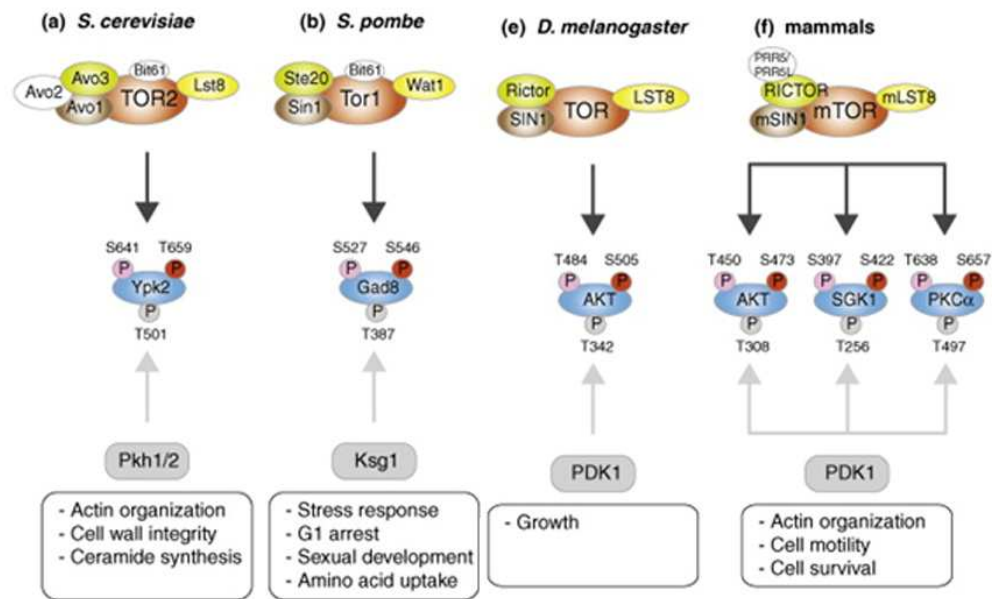 (a) S. cerevisiae
Avo2
Avo3
Avo1
Bit61
TOR2
Lst8
S641 T659
P P
Ypk2
P
T501
Pkh1/2
- Actin organization
- Cell wall integrity
- Ceramide synthesis
(b) S. pombe
Ste20
Sin1
Bit61
Tor1
Wat1
S527 S546
P P
Gad8
P
T387
Ksg1
- Stress response
- G1 arrest
- Sexual development
- Amino acid uptake
(e) D. melanogaster
Rictor
SIN1
TOR
LST8
T484 S505
P P
AKT
P
T342
PDK1
- Growth
(f) mammals
PRR5/
PRR5L
RICTOR
mSIN1
mTOR
mLST8
T450 S473 S397 S422 T638 S657
P P P P P P
AKT SGK1 PKCα
P P P
T308 T256 T497
PDK1
- Actin organization
- Cell motility
- Cell survival